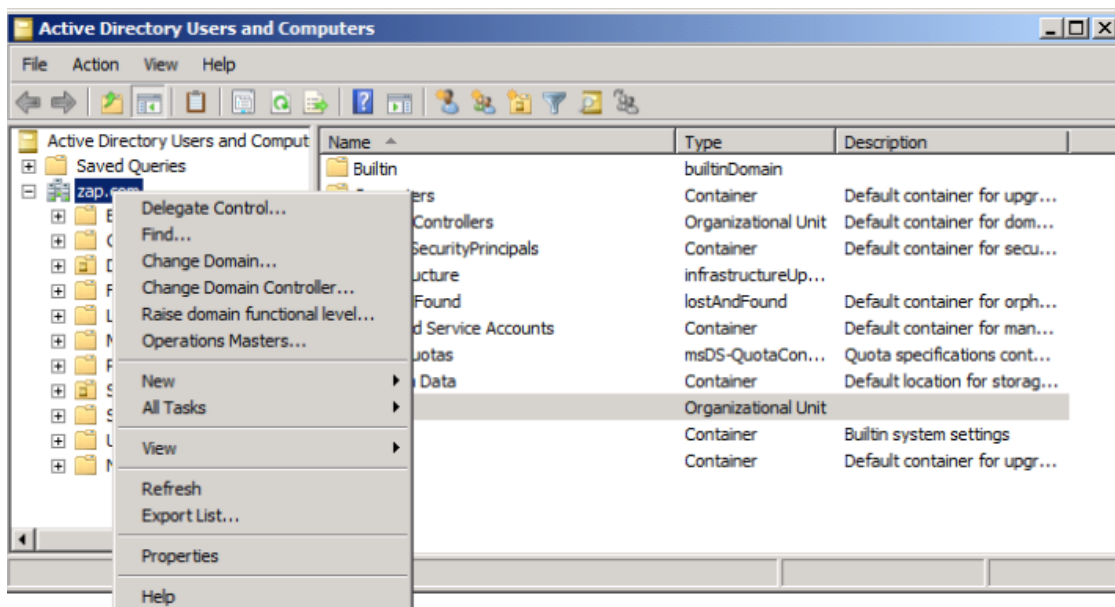 Active Directory Users and Computers
File Action View Help
Active Directory Users and Comput
Saved Queries
zap.com
Name Type Description
Builtin builtinDomain
ers Container Default container for upgr...
Controllers Organizational Unit Default container for dom...
SecurityPrincipals Container Default container for secu...
ucture infrastructureUp...
Found lostAndFound Default container for orph...
d Service Accounts Container Default container for man...
uotas msDS-QuotaCon... Quota specifications cont...
Data Container Default location for storag...
Organizational Unit
Container Builtin system settings
Container Default container for upgr...
Delegate Control...
Find...
Change Domain...
Change Domain Controller...
Raise domain functional level...
Operations Masters...
New
All Tasks
View
Refresh
Export List...
Properties
Help